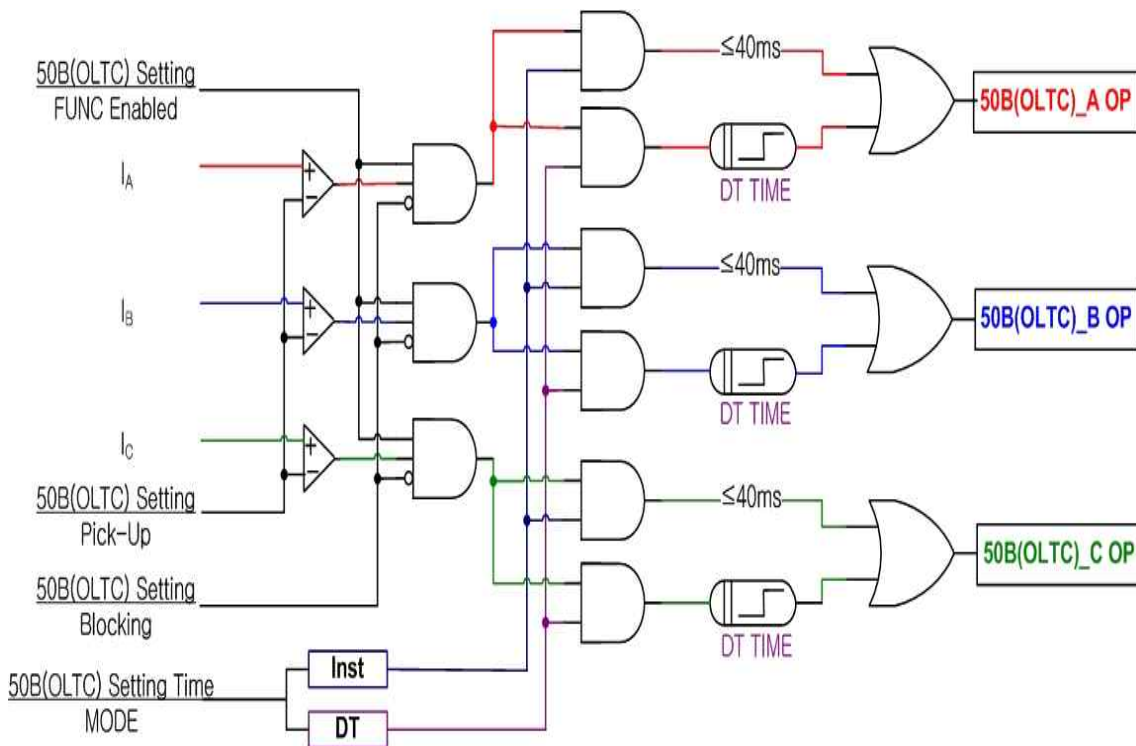 50B(OLTC) Setting
FUNC Enabled
IA
IB
IC
50B(OLTC) Setting
Pick-Up
50B(OLTC) Setting
Blocking
50B(OLTC) Setting Time
MODE
Inst
DT
+
−
+
−
+
−
≤40ms
DT TIME
≤40ms
DT TIME
≤40ms
DT TIME
50B(OLTC)_A OP
50B(OLTC)_B OP
50B(OLTC)_C OP